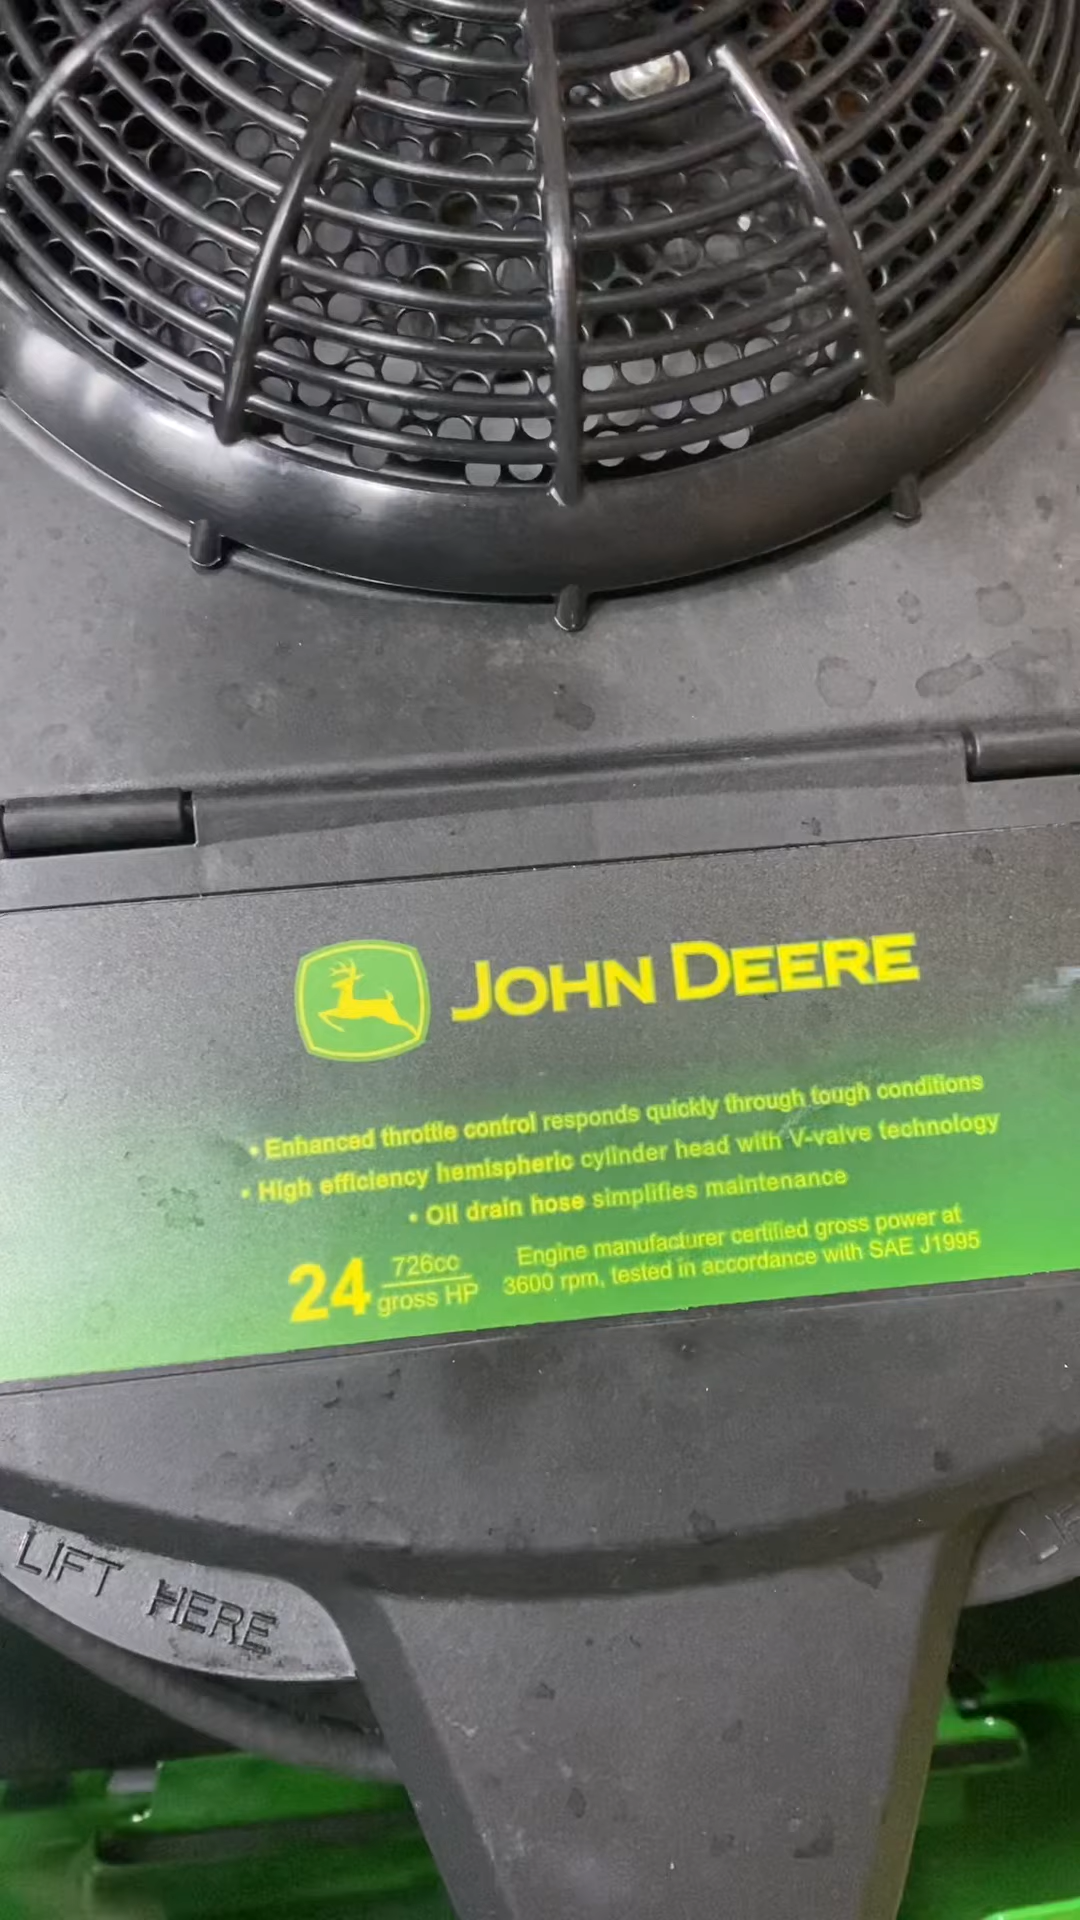 JOHN DEERE
• Enhanced throttle control responds quickly through tough conditions
• High efficiency hemispheric cylinder head with V-valve technology
• Oil drain hose simplifies maintenance
24 726cc gross HP
Engine manufacturer certified gross power at
3600 rpm, tested in accordance with SAE J1995
LIFT HERE